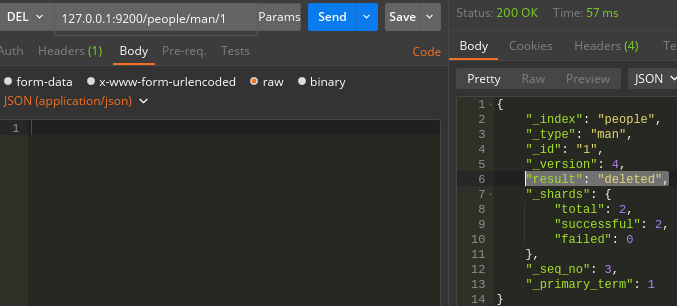 DEL 127.0.0.1:9200/people/man/1 Params Send Save
Auth Headers (1) Body Pre-req. Tests Code
form-data x-www-form-urlencoded raw binary
JSON (application/json)
1
Status: 200 OK Time: 57 ms
Body Cookies Headers (4) Te
Pretty Raw Preview JSON
1 {
2 "_index": "people",
3 "_type": "man",
4 "_id": "1",
5 "_version": 4,
6 "result": "deleted",
7 "_shards": {
8 "total": 2,
9 "successful": 2,
10 "failed": 0
11 },
12 "_seq_no": 3,
13 "_primary_term": 1
14 }